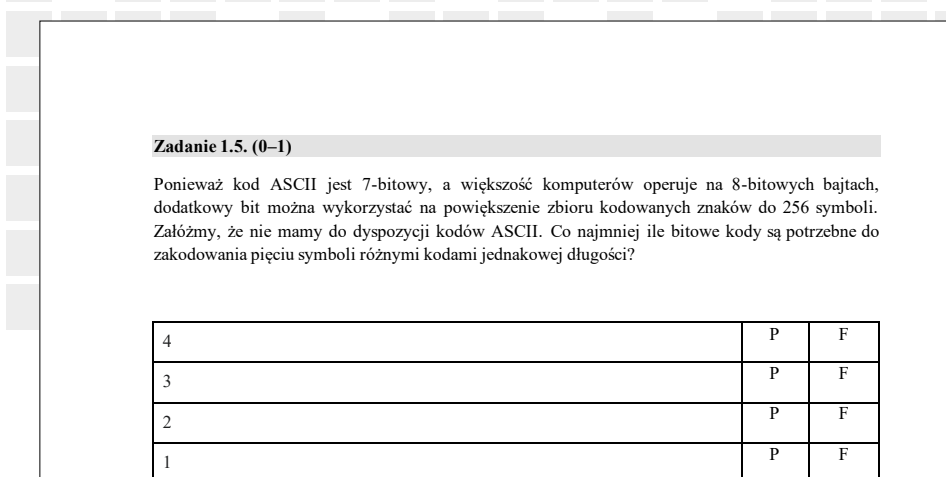 Zadanie 1.5. (0–1)
Ponieważ kod ASCII jest 7-bitowy, a większość komputerów operuje na 8-bitowych bajtach,
dodatkowy bit można wykorzystać na powiększenie zbioru kodowanych znaków do 256 symboli.
Załóżmy, że nie mamy do dyspozycji kodów ASCII. Co najmniej ile bitowe kody są potrzebne do
zakodowania pięciu symboli różnymi kodami jednakowej długości?
4 P F
3 P F
2 P F
1 P F